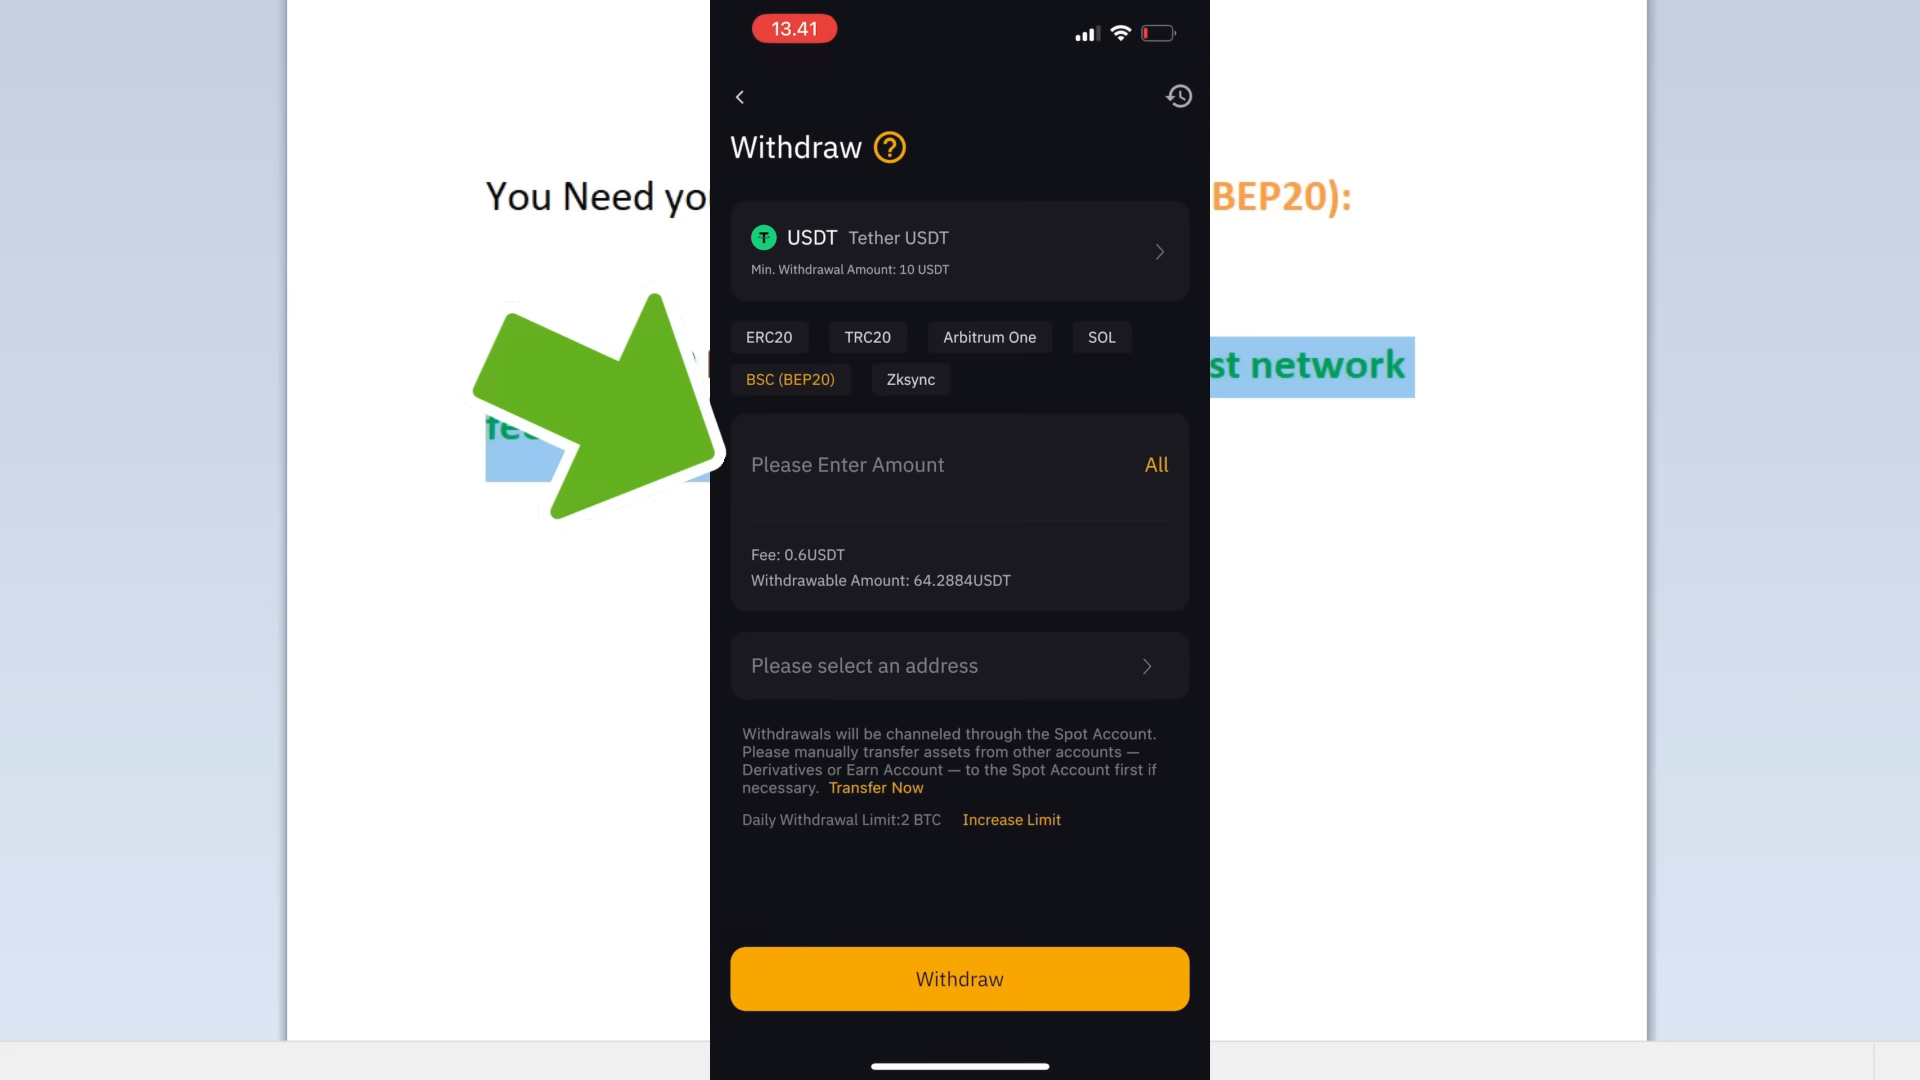 13.41
Withdraw ?
You Need BEP20):
USDT Tether USDT
Min. Withdrawal Amount: 10 USDT
ERC20 TRC20 Arbitrum One SOL
network
BSC (BEP20) Zksync
Please Enter Amount All
Fee: 0.6USDT
Withdrawable Amount: 64.2884USDT
Please select an address
Withdrawals will be channeled through the Spot Account.
Please manually transfer assets from other accounts —
Derivatives or Earn Account — to the Spot Account first if
necessary. Transfer Now
Daily Withdrawal Limit:2 BTC Increase Limit
Withdraw